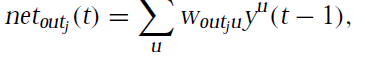 net_{out_j}(t) = \sum_u w_{out_j u} y^u(t − 1),